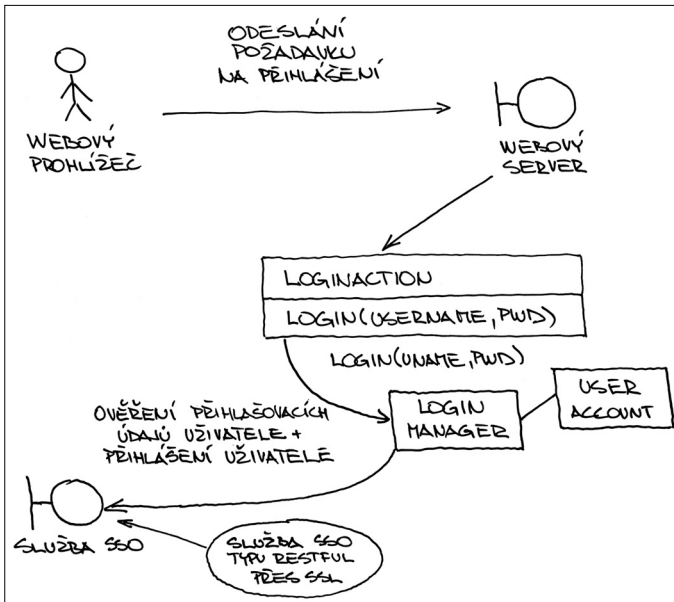 ODESLÁNÍ
POŽADAVKU
NA PŘIHLÁŠENÍ
WEBOVÝ
PROHLÍŽEČ
WEBOVÝ
SERVER
LOGINACTION
LOGIN(USERNAME, PWD)
LOGIN(UNAME, PWD)
USER
ACCOUNT
LOGIN
MANAGER
OVĚŘENÍ PŘIHLAŠOVACÍCH
ÚDAJŮ UŽIVATELE +
PŘIHLÁŠENÍ UŽIVATELE
SLUŽBA SSO
SLUŽBA SSO
TYPU RESTFUL
PŘES SSL